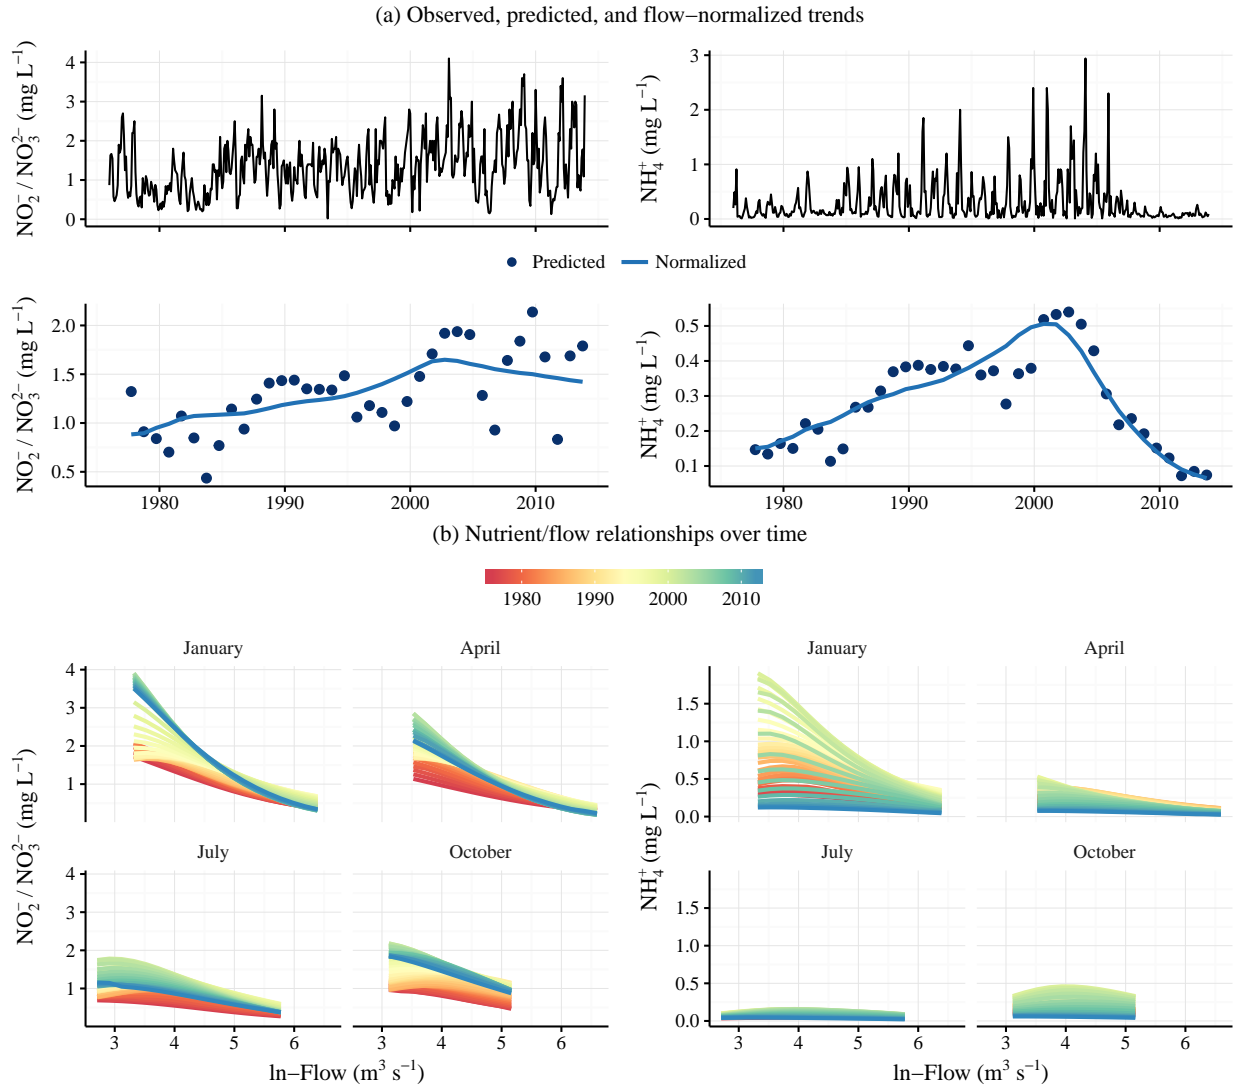 (a) Observed, predicted, and flow−normalized trends
NO₂⁻ / NO₃²⁻ (mg L⁻¹)
4
3
2
1
0
NH₄⁺ (mg L⁻¹)
3
2
1
0
Predicted Normalized
NO₂⁻ / NO₃²⁻ (mg L⁻¹)
2.0
1.5
1.0
0.5
1980 1990 2000 2010
NH₄⁺ (mg L⁻¹)
0.5
0.4
0.3
0.2
0.1
1980 1990 2000 2010
(b) Nutrient/flow relationships over time
1980 1990 2000 2010
NO₂⁻ / NO₃²⁻ (mg L⁻¹)
January April
4
3
2
1
July October
4
3
2
1
3 4 5 6 3 4 5 6
ln−Flow (m³ s⁻¹)
NH₄⁺ (mg L⁻¹)
January April
1.5
1.0
0.5
0.0
July October
1.5
1.0
0.5
0.0
3 4 5 6 3 4 5 6
ln−Flow (m³ s⁻¹)